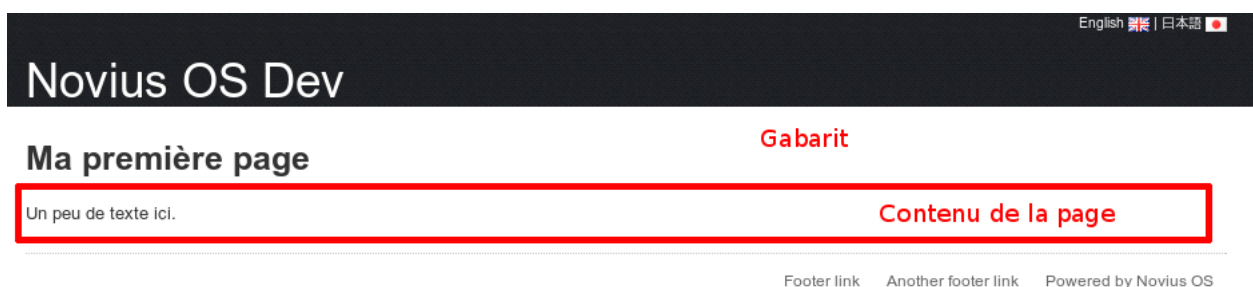 English | 日本語
Novius OS Dev
Gabarit
Ma première page
Un peu de texte ici.
Contenu de la page
Footer link Another footer link Powered by Novius OS